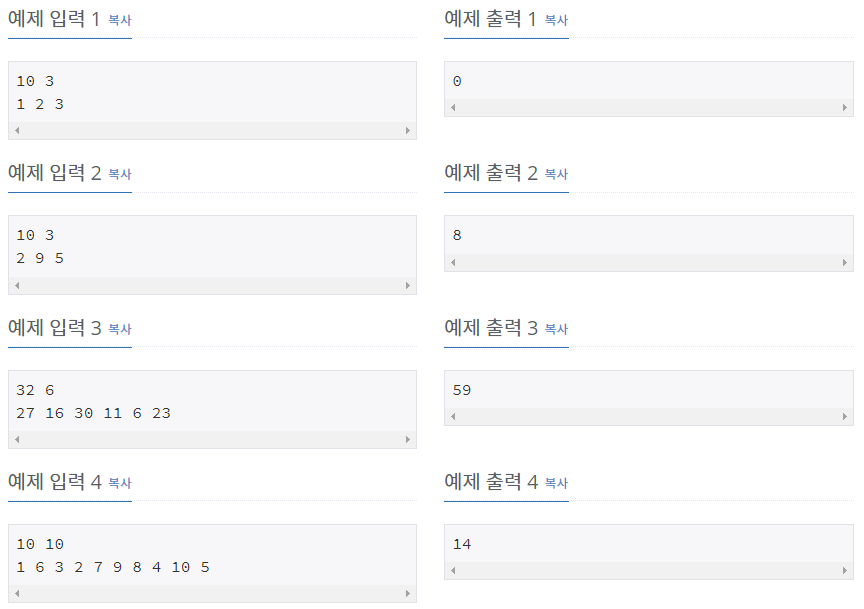 예제 입력 1 복사
10 3
1 2 3
예제 출력 1 복사
0
예제 입력 2 복사
10 3
2 9 5
예제 출력 2 복사
8
예제 입력 3 복사
32 6
27 16 30 11 6 23
예제 출력 3 복사
59
예제 입력 4 복사
10 10
1 6 3 2 7 9 8 4 10 5
예제 출력 4 복사
14